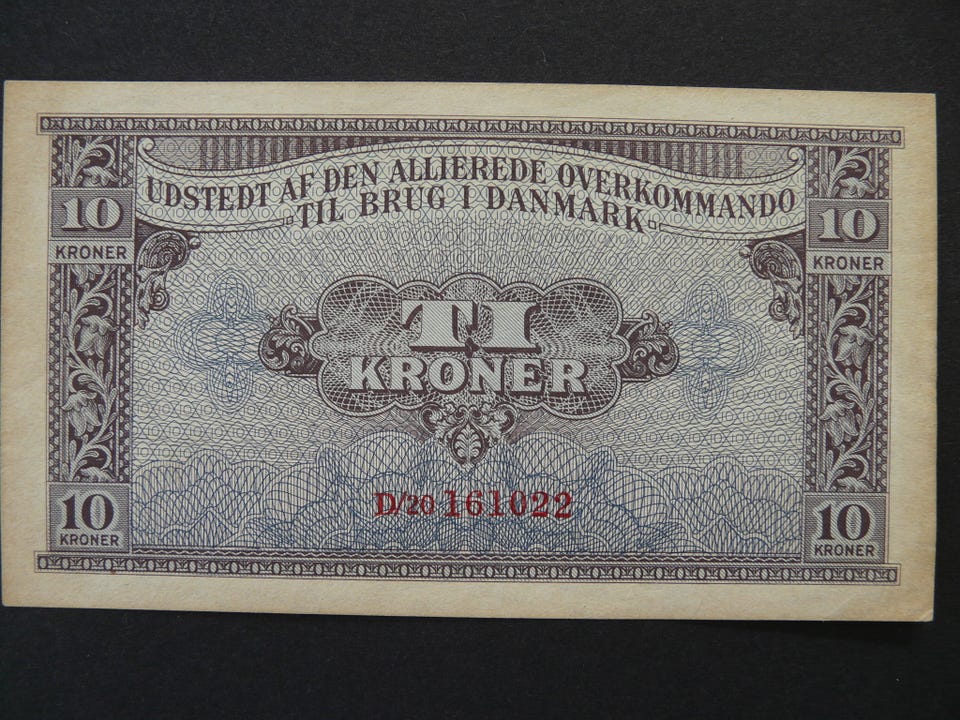 UDSTEDT AF DEN ALLIEREDE OVERKOMMANDO
TIL BRUG I DANMARK
10
KRONER
10
KRONER
TI
KRONER
D/20 161022
10
KRONER
10
KRONER